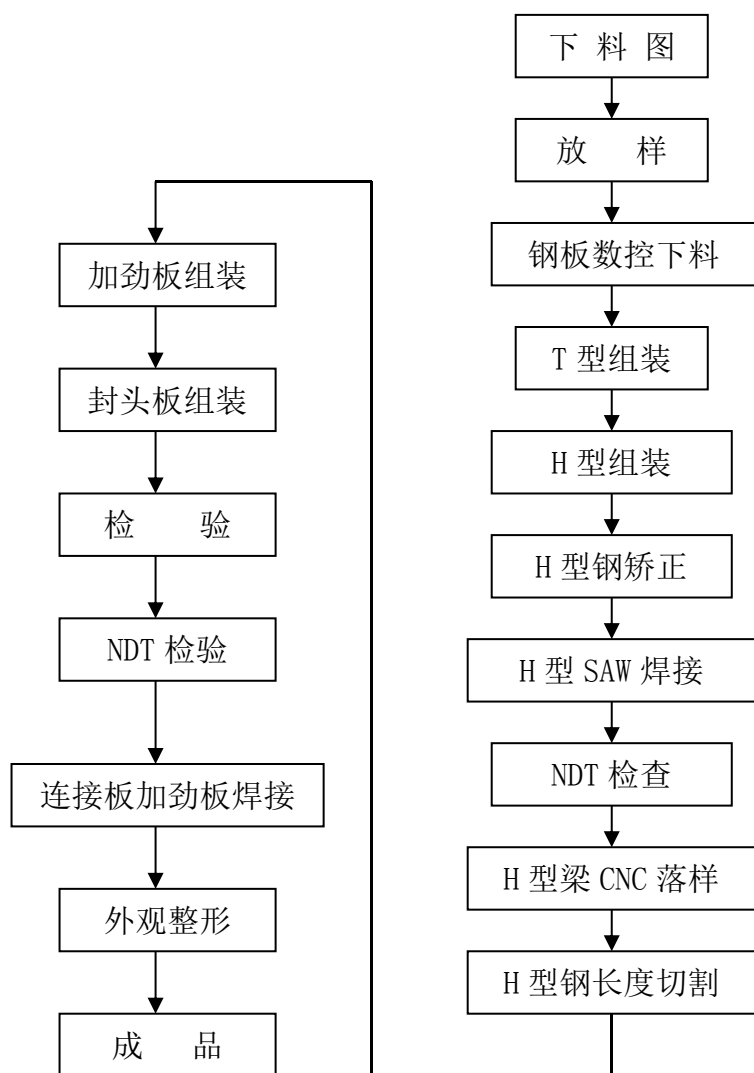 下 料 图
放 样
钢板数控下料
T 型组装
H 型组装
H 型钢矫正
H 型 SAW 焊接
NDT 检查
H 型梁 CNC 落样
H 型钢长度切割
加劲板组装
封头板组装
检 验
NDT 检验
连接板加劲板焊接
外观整形
成 品